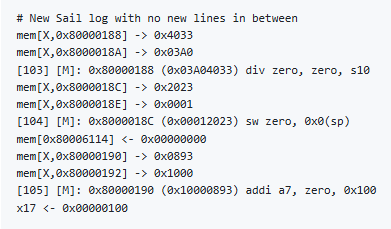 # New Sail log with no new lines in between
mem[X,0x80000188] -> 0x4033
mem[X,0x8000018A] -> 0x03A0
[103] [M]: 0x80000188 (0x03A04033) div zero, zero, s10
mem[X,0x8000018C] -> 0x2023
mem[X,0x8000018E] -> 0x0001
[104] [M]: 0x8000018C (0x00012023) sw zero, 0x0(sp)
mem[0x80006114] <- 0x00000000
mem[X,0x80000190] -> 0x0893
mem[X,0x80000192] -> 0x1000
[105] [M]: 0x80000190 (0x10000893) addi a7, zero, 0x100
x17 <- 0x00000100